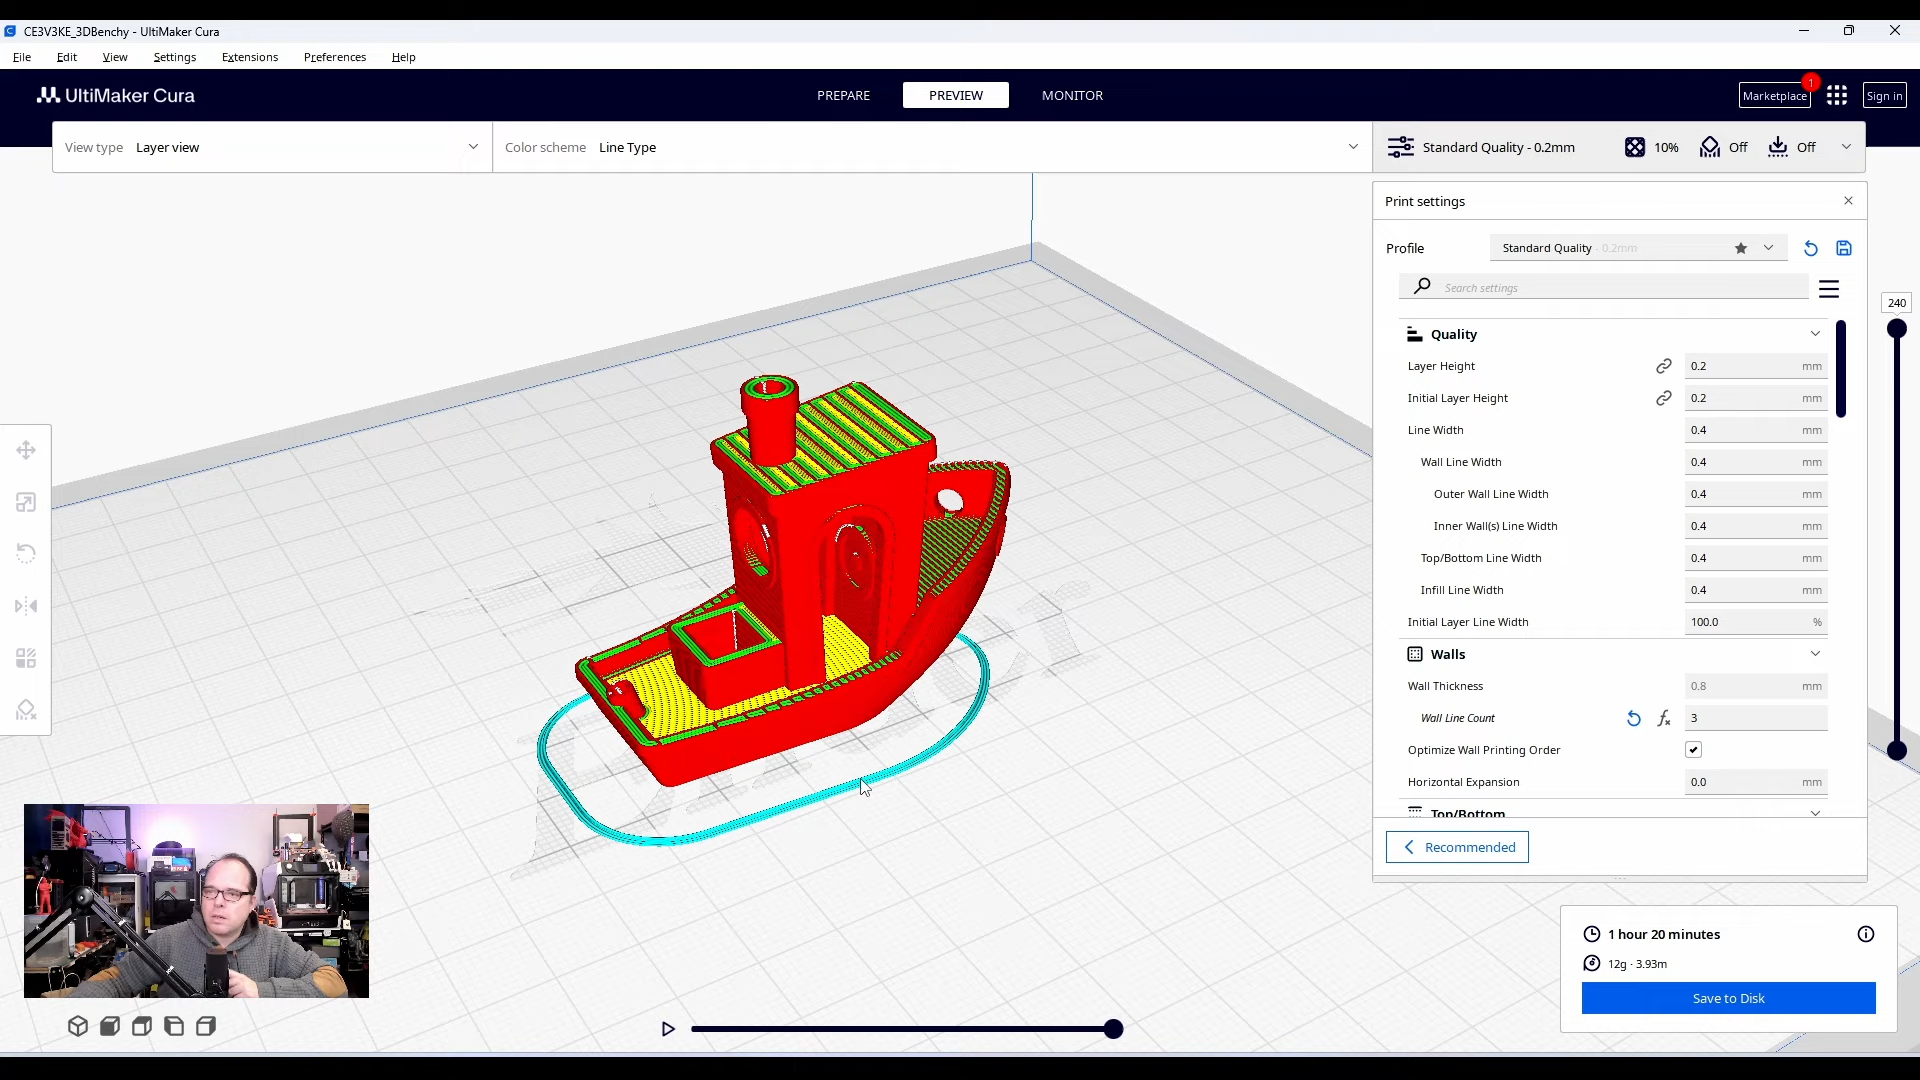 CE3V3KE_3DBenchy - UltiMaker Cura
File Edit View Settings Extensions Preferences Help
UltiMaker Cura
PREPARE PREVIEW MONITOR
Marketplace 1 Sign in
View type Layer view Color scheme Line Type Standard Quality - 0.2mm 10% Off Off
Print settings
Profile Standard Quality - 0.2mm
Search settings
240
Quality
Layer Height 0.2 mm
Initial Layer Height 0.2 mm
Line Width 0.4 mm
Wall Line Width 0.4 mm
Outer Wall Line Width 0.4 mm
Inner Wall(s) Line Width 0.4 mm
Top/Bottom Line Width 0.4 mm
Infill Line Width 0.4 mm
Initial Layer Line Width 100.0 %
Walls
Wall Thickness 0.8 mm
Wall Line Count 3
Optimize Wall Printing Order
Horizontal Expansion 0.0 mm
Top/Bottom
Recommended
1 hour 20 minutes
12g · 3.93m
Save to Disk